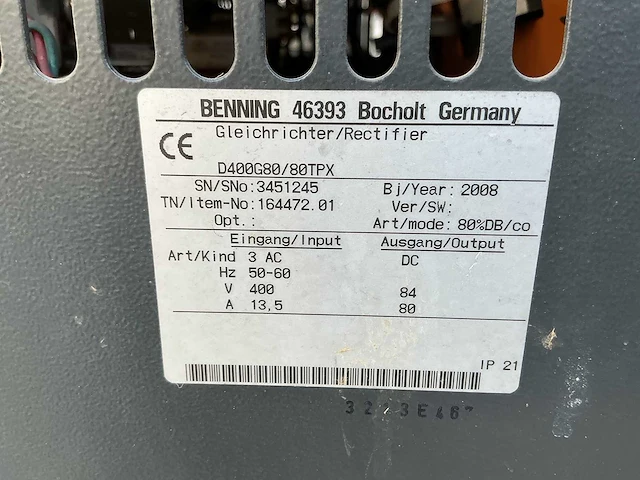 BENNING 46393 Bocholt Germany
CE
Gleichrichter/Rectifier
D400G80/80TPX
SN/SNo:3451245 Bj/Year: 2008
TN/Item-No:164472.01 Ver/SW:
Opt.: Art/mode: 80%DB/co
Eingang/Input Ausgang/Output
Art/Kind 3 AC DC
Hz 50-60
V 400 84
A 13,5 80
IP 21